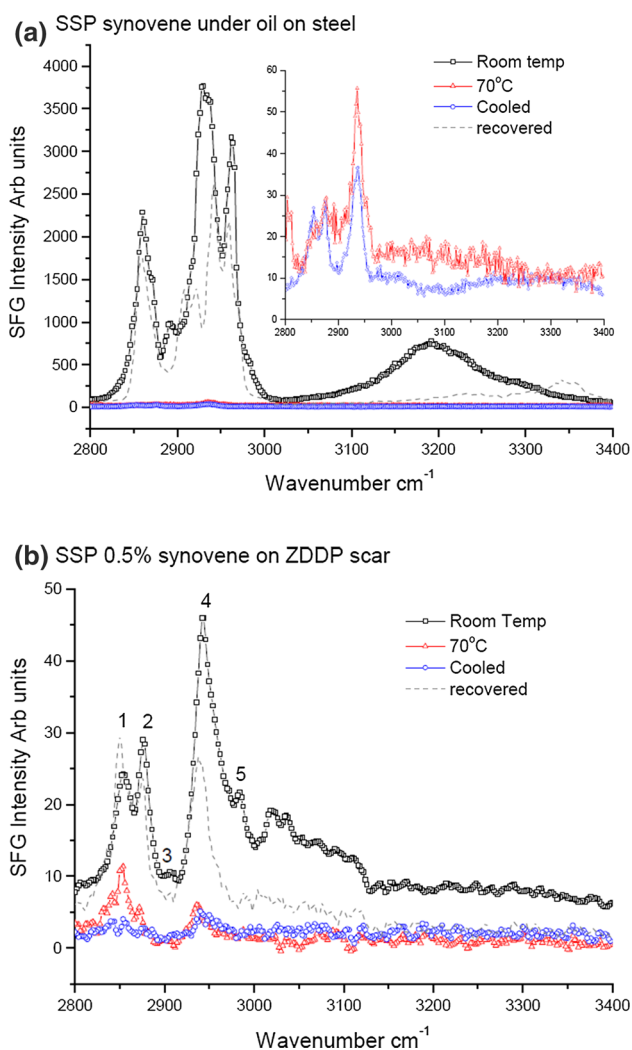 (a) SSP synovene under oil on steel
SFG Intensity Arb units
4000
3500
3000
2500
2000
1500
1000
500
0
2800 2900 3000 3100 3200 3300 3400
Wavenumber cm⁻¹
60
50
40
30
20
10
0
2800 2900 3000 3100 3200 3300 3400
Room temp
70°C
Cooled
recovered
(b) SSP 0.5% synovene on ZDDP scar
SFG Intensity Arb units
50
40
30
20
10
0
2800 2900 3000 3100 3200 3300 3400
Wavenumber cm⁻¹
1
2
3
4
5
Room Temp
70°C
Cooled
recovered